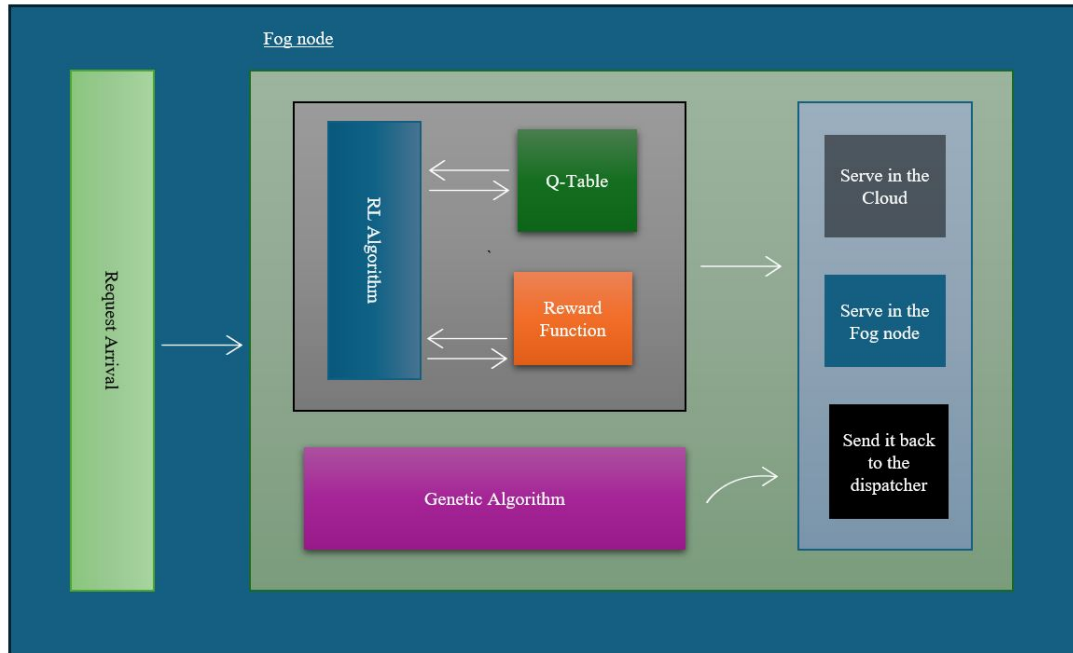 Fog node
Request Arrival
RL Algorithm
Q-Table
Reward
Function
Genetic Algorithm
Serve in the
Cloud
Serve in the
Fog node
Send it back
to the
dispatcher